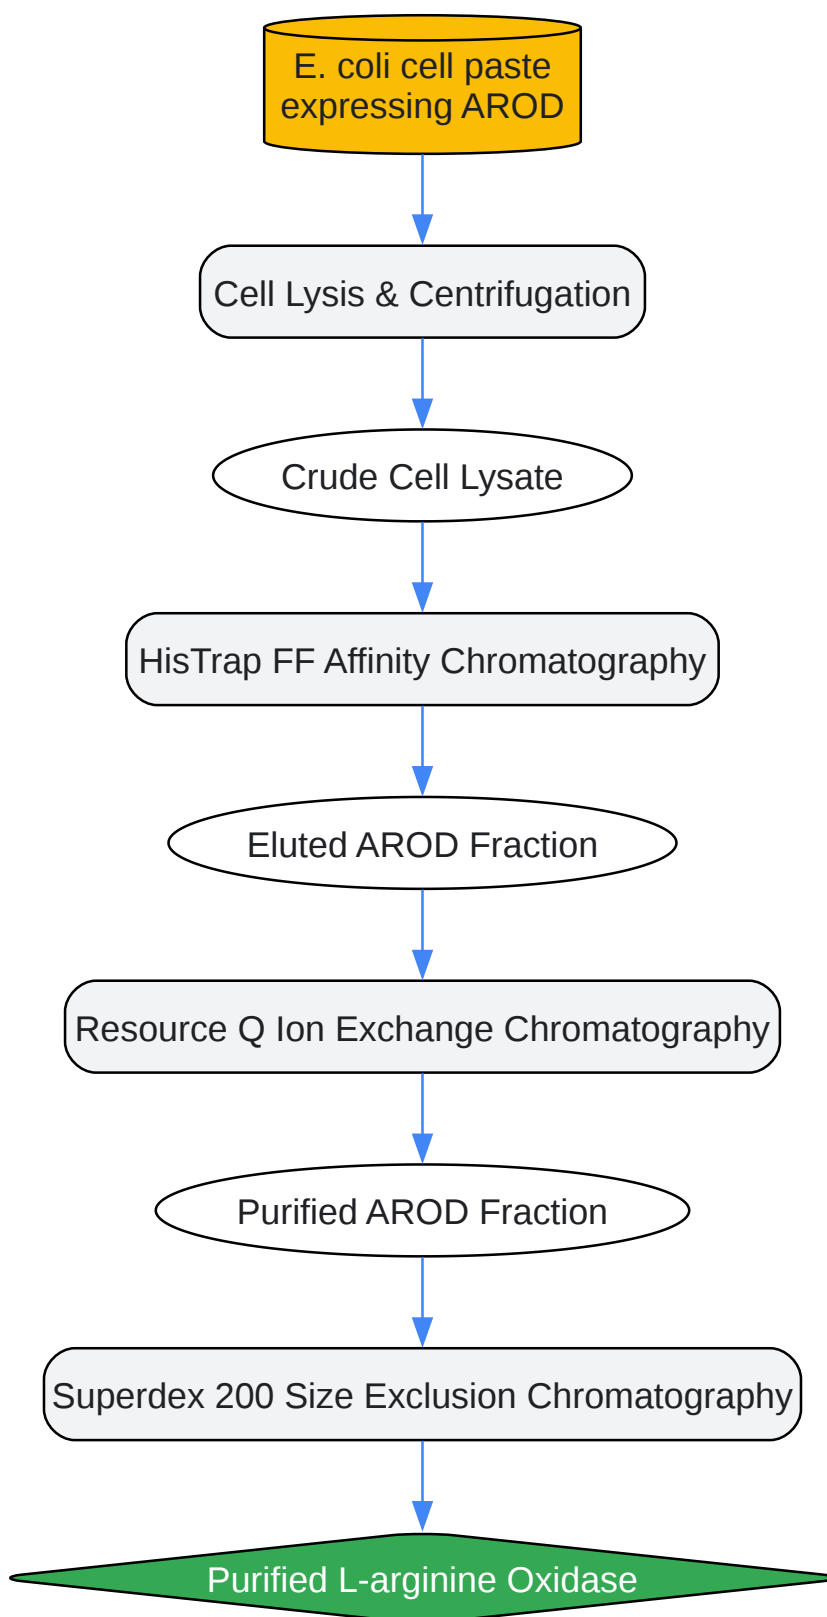 E. coli cell paste
expressing AROD
Cell Lysis & Centrifugation
Crude Cell Lysate
HisTrap FF Affinity Chromatography
Eluted AROD Fraction
Resource Q Ion Exchange Chromatography
Purified AROD Fraction
Superdex 200 Size Exclusion Chromatography
Purified L-arginine Oxidase